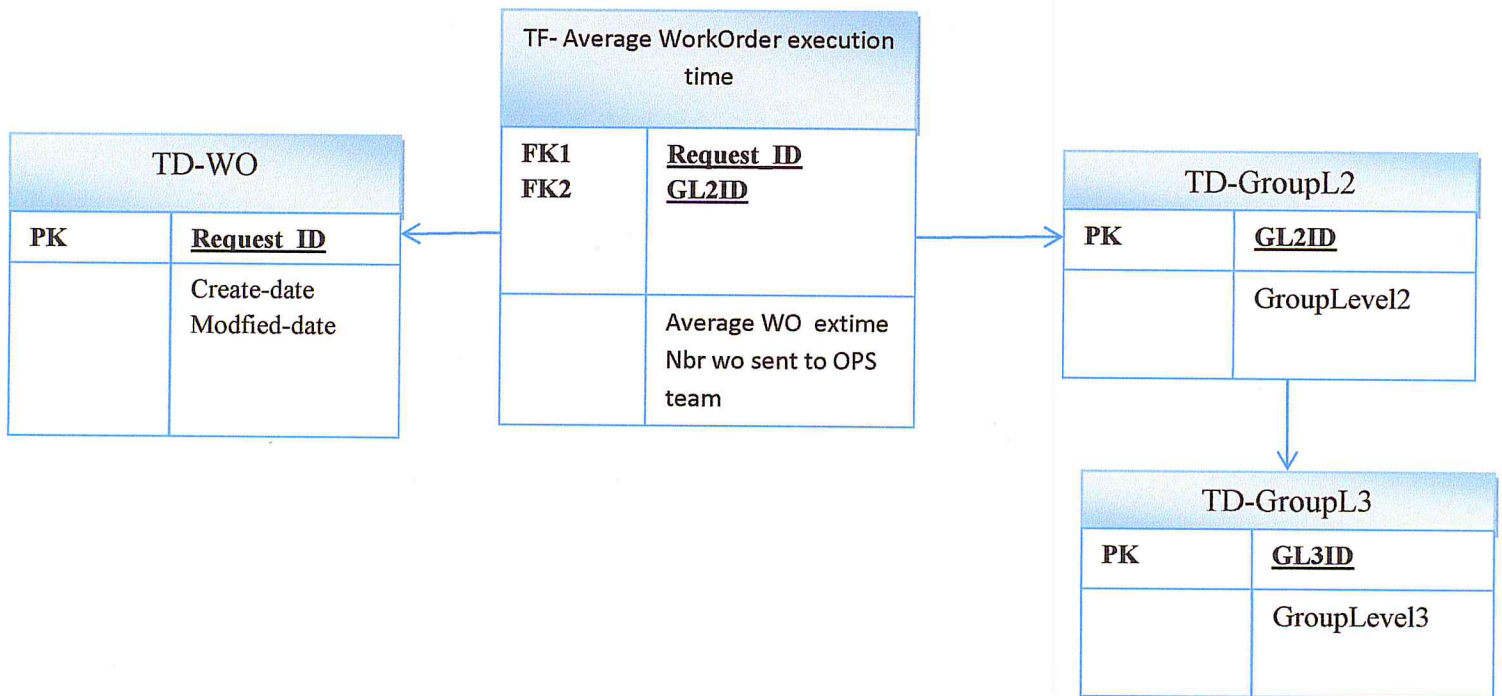 TF- Average WorkOrder execution
time
FK1 Request_ID
FK2 GL2ID
Average WO extime
Nbr wo sent to OPS
team
TD-WO
PK Request_ID
Create-date
Modfied-date
TD-GroupL2
PK GL2ID
GroupLevel2
TD-GroupL3
PK GL3ID
GroupLevel3